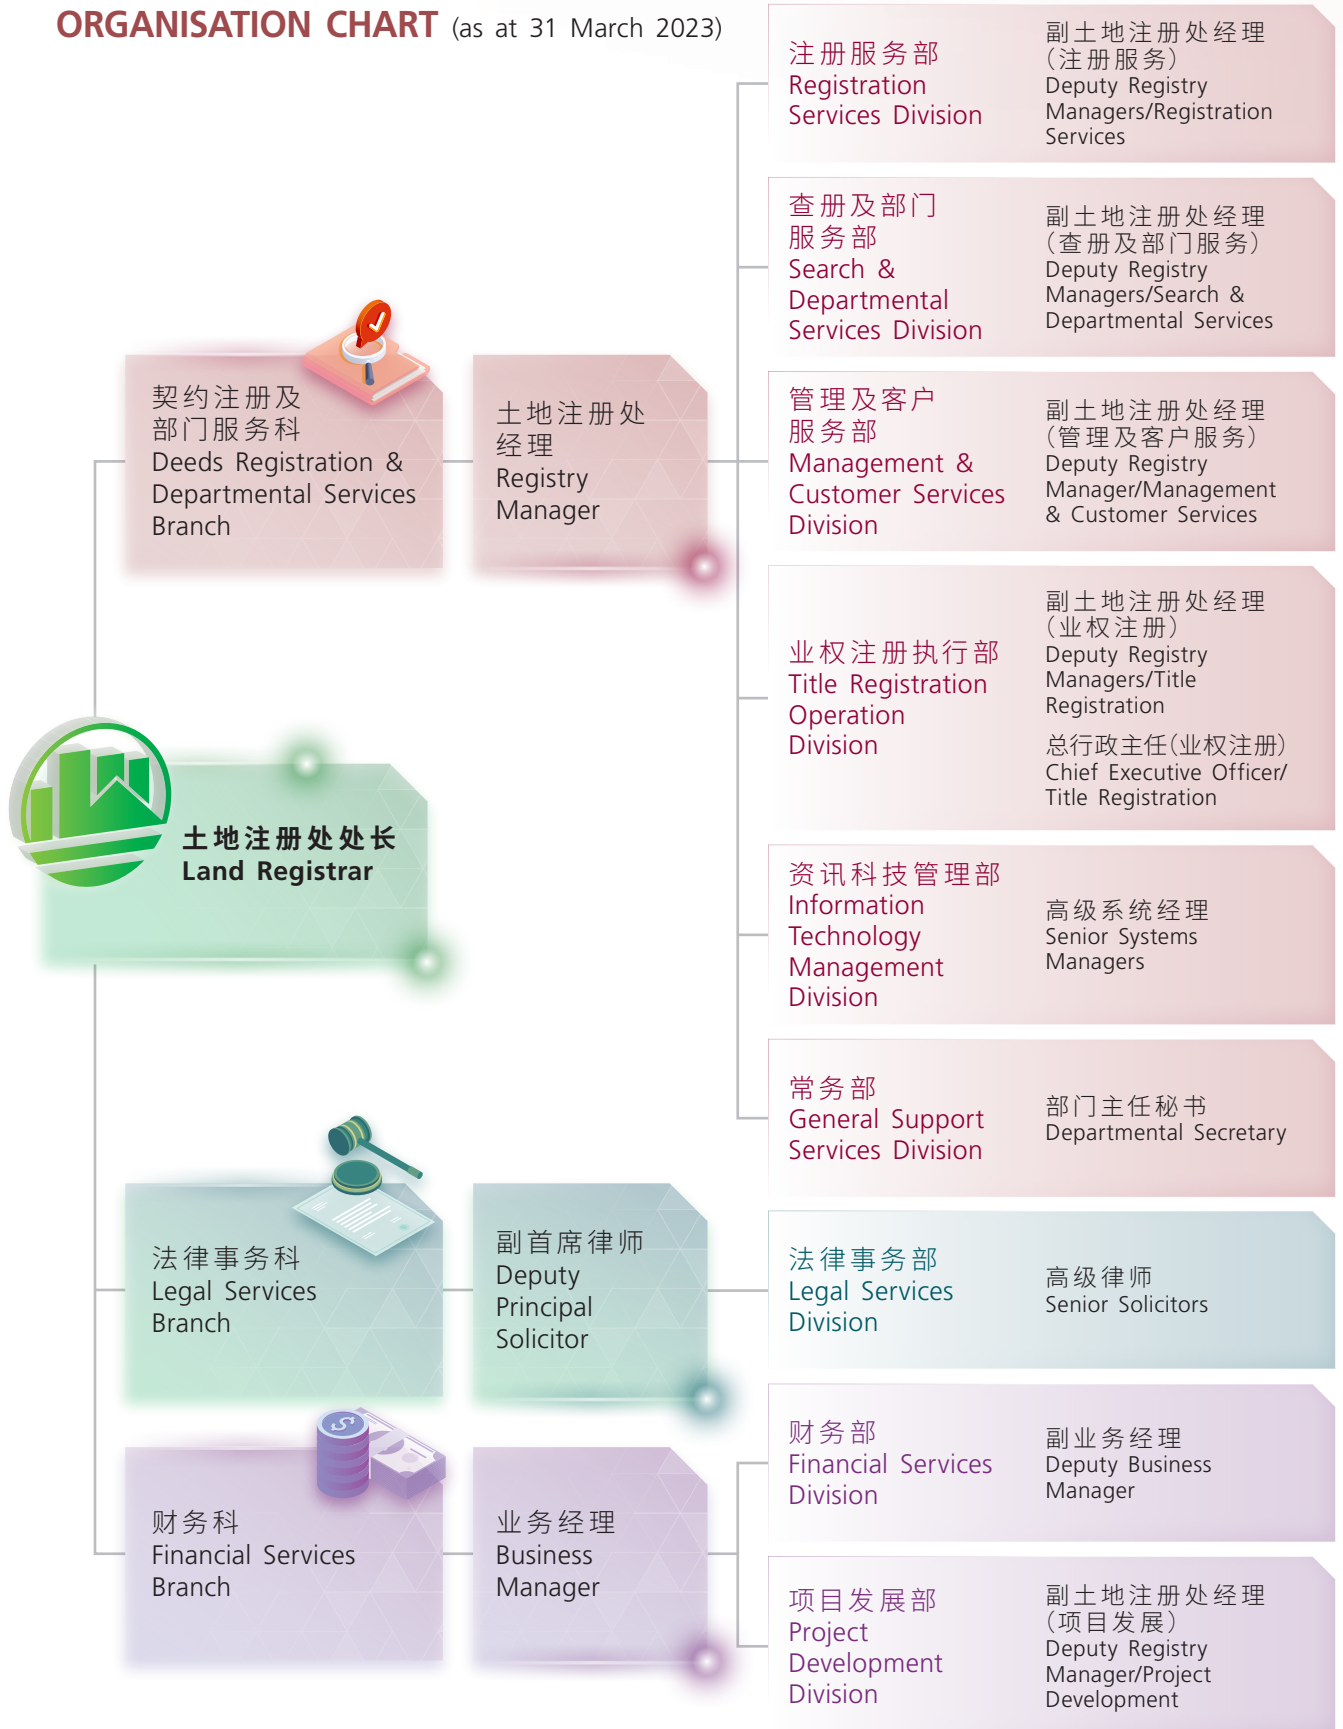 ORGANISATION CHART (as at 31 March 2023)
注册服务部
Registration
Services Division
副土地注册处经理
(注册服务)
Deputy Registry
Managers/Registration
Services
查册及部门
服务部
Search &
Departmental
Services Division
副土地注册处经理
(查册及部门服务)
Deputy Registry
Managers/Search &
Departmental Services
契约注册及
部门服务科
Deeds Registration &
Departmental Services
Branch
土地注册处
经理
Registry
Manager
管理及客户
服务部
Management &
Customer Services
Division
副土地注册处经理
(管理及客户服务)
Deputy Registry
Manager/Management
& Customer Services
业权注册执行部
Title Registration
Operation
Division
副土地注册处经理
(业权注册)
Deputy Registry
Managers/Title
Registration
总行政主任(业权注册)
Chief Executive Officer/
Title Registration
土地注册处处长
Land Registrar
资讯科技管理部
Information
Technology
Management
Division
高级系统经理
Senior Systems
Managers
常务部
General Support
Services Division
部门主任秘书
Departmental Secretary
法律事务科
Legal Services
Branch
副首席律师
Deputy
Principal
Solicitor
法律事务部
Legal Services
Division
高级律师
Senior Solicitors
财务科
Financial Services
Branch
业务经理
Business
Manager
财务部
Financial Services
Division
副业务经理
Deputy Business
Manager
项目发展部
Project
Development
Division
副土地注册处经理
(项目发展)
Deputy Registry
Manager/Project
Development